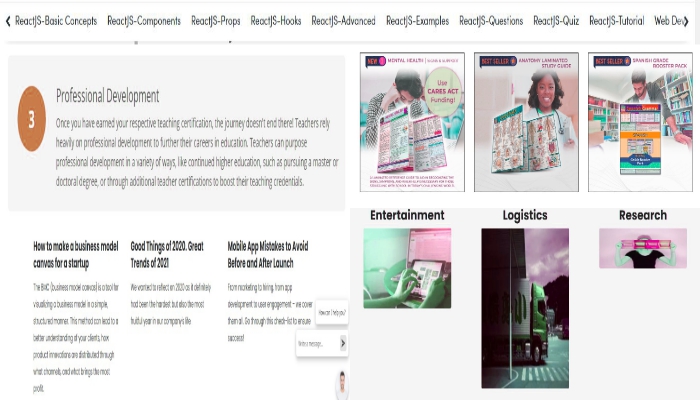 ReactJS-Basic Concepts ReactJS-Components ReactJS-Props ReactJS-Hooks ReactJS-Advanced ReactJS-Examples ReactJS-Questions ReactJS-Quiz ReactJS-Tutorial Web Dev
3
Professional Development
Once you have earned your respective teaching certification, the journey doesn't end there! Teachers rely
heavily on professional development to further their careers in education. Teachers can purpose
professional development in a variety of ways, like continued higher education, such as pursuing a master or
doctoral degree, or through additional teacher certifications to boost their teaching credentials.
How to make a business model
canvas for a startup
The BMC (business model canvas) is a tool for
visualizing a business model in a simple,
structured manner. This method can lead to a
better understanding of your clients, how
product innovations are distributed through
what channels, and what brings the most
profit.
Good Things of 2020. Great
Trends of 2021
We wanted to reflect on 2020 as it definitely
had been the hardest but also the most
fruitful year in our company's life
Mobile App Mistakes to Avoid
Before and After Launch
From marketing to hiring, from app
development to user engagement – we cover
them all. Go through this check-list to ensure
success!
How can I help you?
Write a message...
NEW
MENTAL HEALTH
Use
CARES ACT
Funding!
BEST SELLER
ANATOMY LAMINATED
STUDY GUIDE
BEST SELLER
SPANISH GRADE
BOOSTER PACK
Entertainment
Logistics
Research